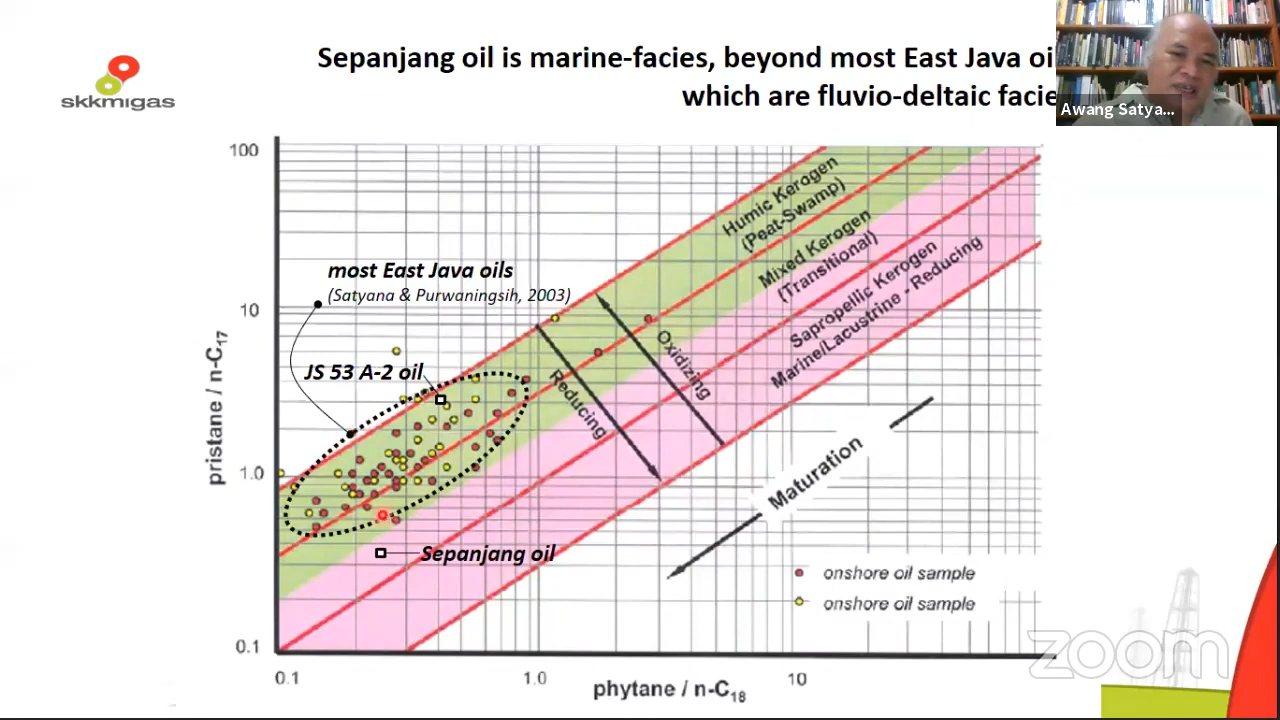 Sepanjang oil is marine-facies, beyond most East Java oi
which are fluvio-deltaic facie
skkmigas
Awang Satya...
100
10
1.0
0.1
pristane / n-C17
0.1
1.0
10
phytane / n-C18
most East Java oils
(Satyana & Purwaningsih, 2003)
JS 53 A-2 oil
Sepanjang oil
Humic Kerogen
(Peat-Swamp)
Mixed Kerogen
(Transitional)
Sapropellic Kerogen
Marine/Lacustrine - Reducing
Oxidizing
Reducing
Maturation
onshore oil sample
onshore oil sample
zoom